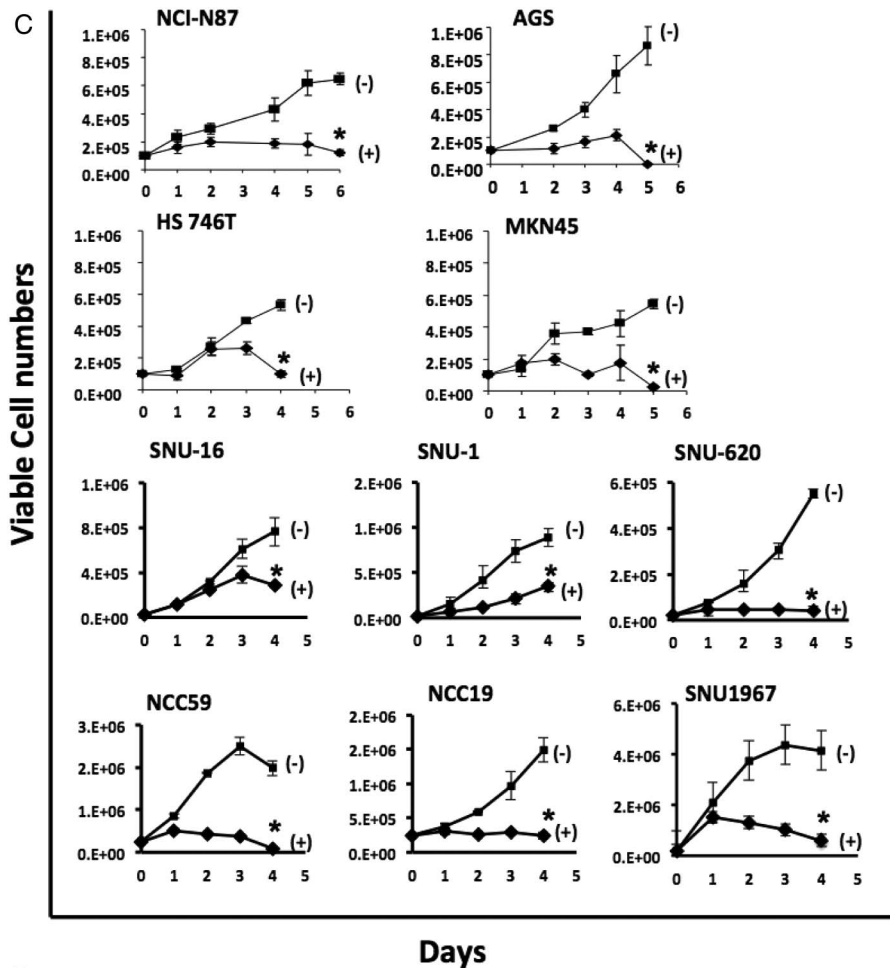 C
Viable Cell numbers
NCI-N87
1.E+06
8.E+05
6.E+05
4.E+05
2.E+05
0.E+00
0 1 2 3 4 5 6
(-)
*
(+)
AGS
1.E+06
8.E+05
6.E+05
4.E+05
2.E+05
0.E+00
0 1 2 3 4 5 6
(-)
* (+)
HS 746T
1.E+06
8.E+05
6.E+05
4.E+05
2.E+05
0.E+00
0 1 2 3 4 5 6
(-)
*
(+)
MKN45
1.E+06
8.E+05
6.E+05
4.E+05
2.E+05
0.E+00
0 1 2 3 4 5 6
(-)
*
(+)
SNU-16
1.E+06
8.E+05
4.E+05
0.E+00
0 1 2 3 4 5
(-)
*
(+)
SNU-1
2.E+06
1.E+06
5.E+05
0.E+00
0 1 2 3 4 5
(-)
*
(+)
SNU-620
6.E+05
4.E+05
2.E+05
0.E+00
0 1 2 3 4 5
(-)
*
(+)
NCC59
3.E+06
2.E+06
1.E+06
0.E+00
0 1 2 3 4 5
(-)
*
(+)
NCC19
2.E+06
2.E+06
1.E+06
5.E+05
0.E+00
0 1 2 3 4 5
(-)
*
(+)
SNU1967
6.E+06
4.E+06
2.E+06
0.E+00
0 1 2 3 4 5
(-)
*
(+)
Days